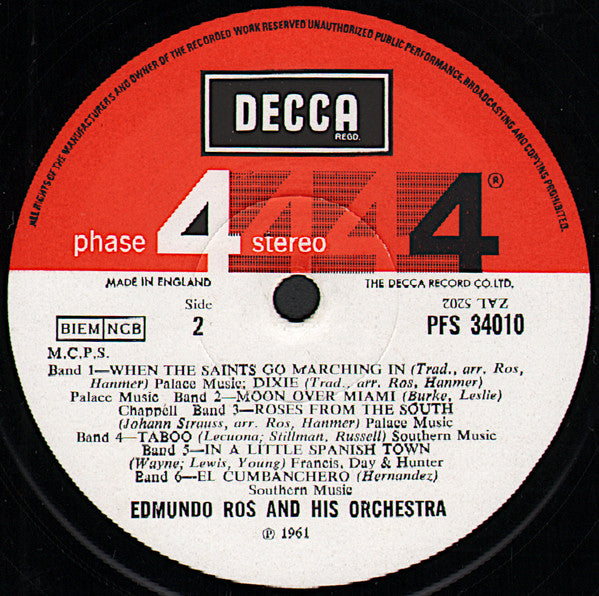 ALL RIGHTS OF THE MANUFACTURERS AND OWNER OF THE RECORDED WORK RESERVED UNAUTHORIZED PUBLIC PERFORMANCE, BROADCASTING AND COPYING PROHIBITED.
DECCA
REGD.
phase 4 stereo 444®
MADE IN ENGLAND
THE DECCA RECORD CO. LTD.
Side
ZAL 5202
BIEM NCB
2
PFS 34010
M.C.P.S.
Band 1—WHEN THE SAINTS GO MARCHING IN (Trad., arr. Ros,
Hanmer) Palace Music; DIXIE (Trad., arr. Ros, Hanmer)
Palace Music Band 2—MOON OVER MIAMI (Burke, Leslie)
Chappell Band 3—ROSES FROM THE SOUTH
(Johann Strauss, arr. Ros, Hanmer) Palace Music
Band 4—TABOO (Lecuona; Stillman, Russell) Southern Music
Band 5—IN A LITTLE SPANISH TOWN
(Wayne; Lewis, Young) Francis, Day & Hunter
Band 6—EL CUMBANCHERO (Hernandez)
Southern Music
EDMUNDO ROS AND HIS ORCHESTRA
℗ 1961